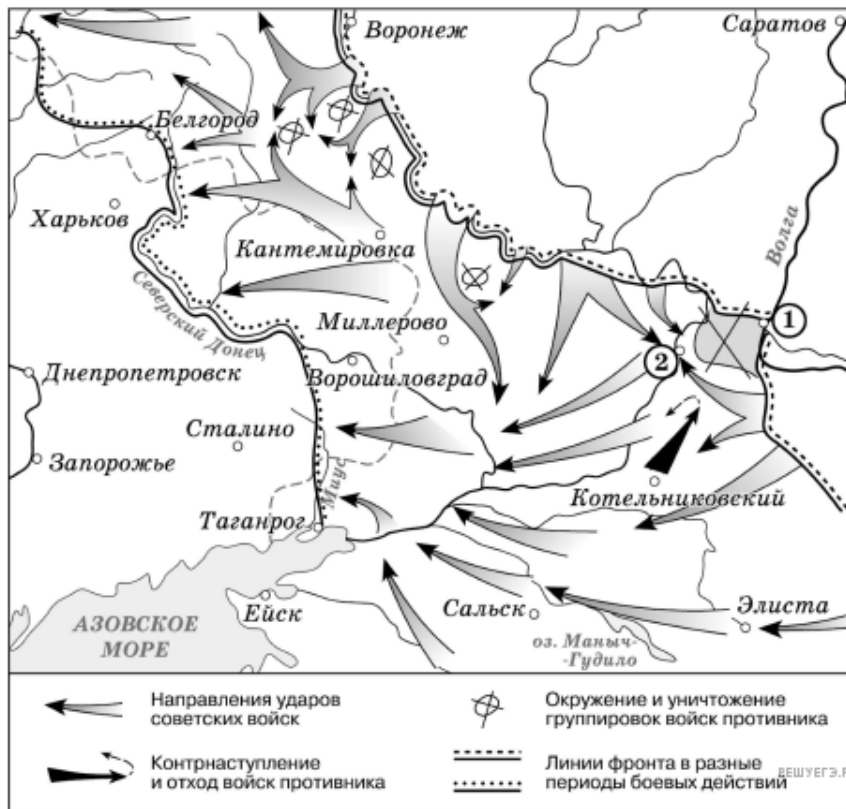 Воронеж
Саратов
Белгород
Харьков
Волга
Кантемировка
Северский Донец
Миллерово
1
2
Днепропетровск
Ворошиловград
Сталино
Запорожье
Миус
Котельниковский
Таганрог
АЗОВСКОЕ
МОРЕ
Ейск
Сальск
Элиста
оз. Маныч-
-Гудило
Направления ударов
советских войск
Окружение и уничтожение
группировок войск противника
Контрнаступление
и отход войск противника
Линии фронта в разные
периоды боевых действий